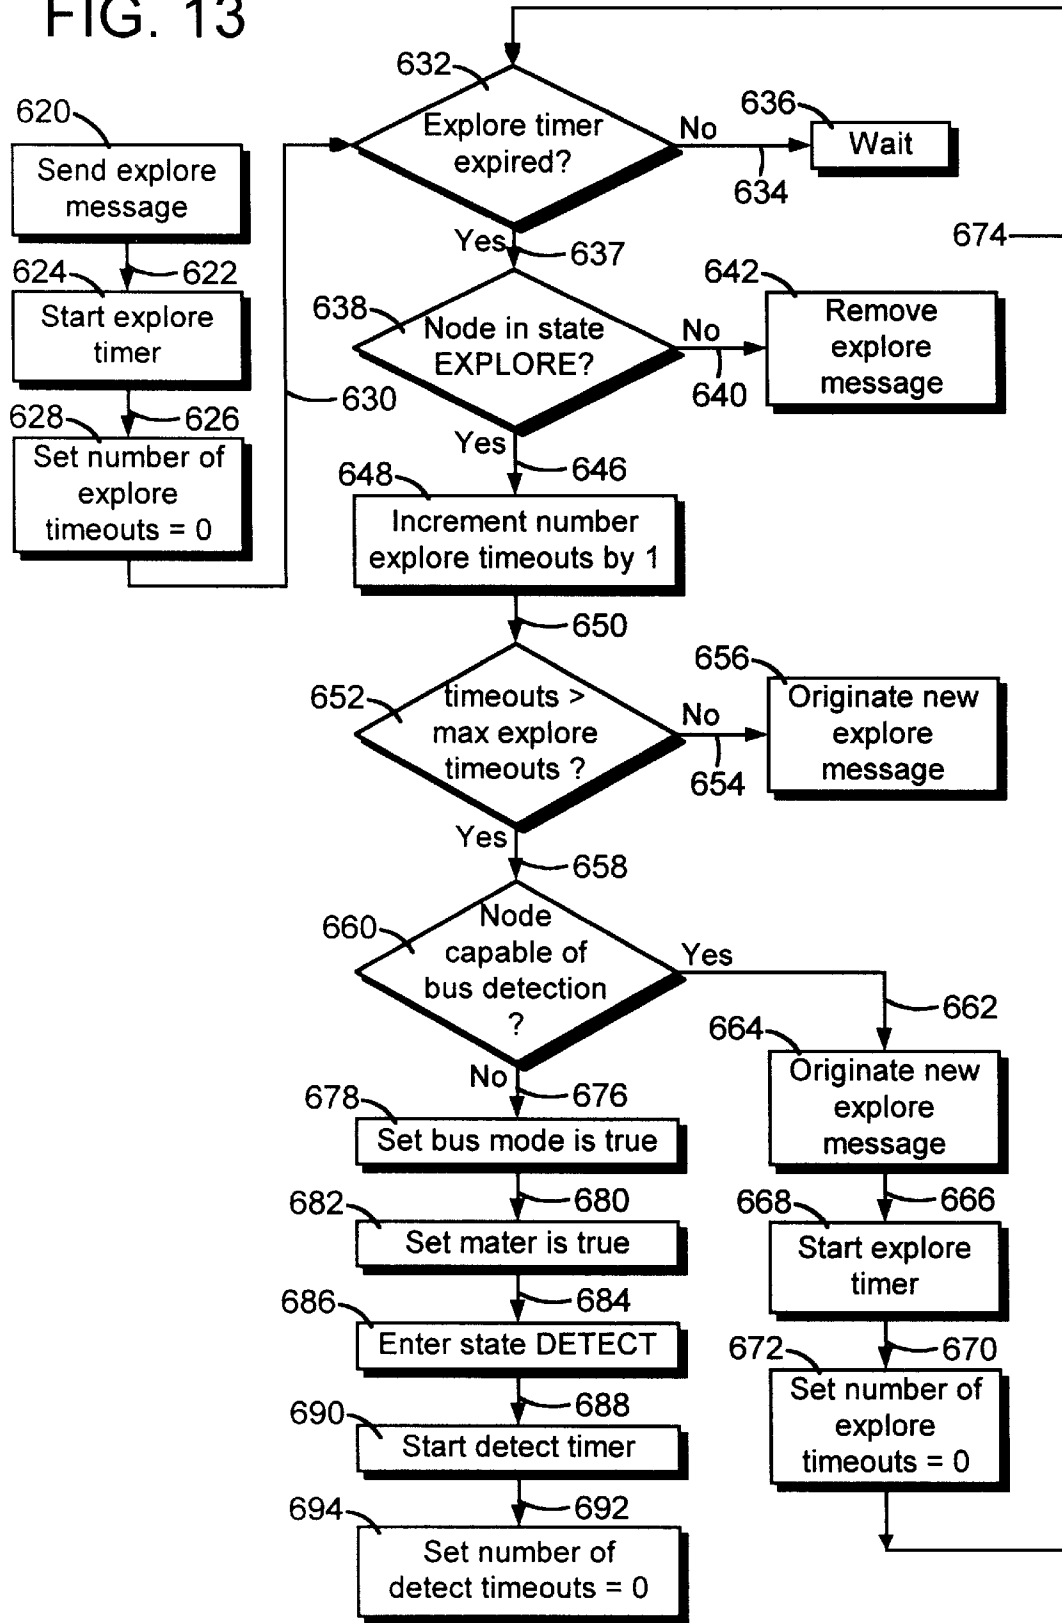 FIG. 13
620
Send explore
message
622
624
Start explore
timer
626
628
Set number of
explore
timeouts = 0
630
632
Explore timer
expired?
No
634
636
Wait
Yes
637
674
638
Node in state
EXPLORE?
No
640
642
Remove
explore
message
Yes
646
648
Increment number
explore timeouts by 1
650
652
timeouts >
max explore
timeouts ?
No
654
656
Originate new
explore
message
Yes
658
660
Node
capable of
bus detection
?
Yes
662
664
Originate new
explore
message
666
668
Start explore
timer
670
672
Set number of
explore
timeouts = 0
No
676
678
Set bus mode is true
680
682
Set mater is true
684
686
Enter state DETECT
688
690
Start detect timer
692
694
Set number of
detect timeouts = 0